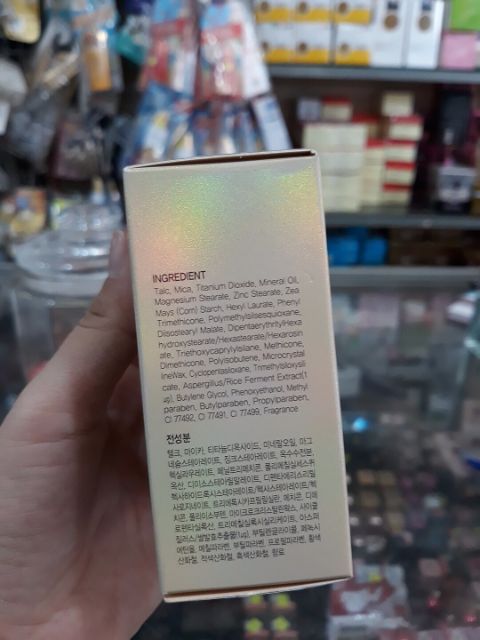 INGREDIENT
Talc, Mica, Titanium Dioxide, Mineral Oil,
Magnesium Stearate, Zinc Stearate, Zea
Mays (Corn) Starch, Hexyl Laurate, Phenyl
Trimethicone, Polymethylsilsesquioxane,
Diisostearyl Malate, Dipentaerythrityl Hexa
hydroxystearate/Hexastearate/Hexarosin
ate, Triethoxycaprylylsilane, Methicone,
Dimethicone, Polyisobutene, Microcrystal
lineWax, Cyclopentasiloxane, Trimethylsiloxysili
cate, Aspergillus/Rice Ferment Extract(1
㎍), Butylene Glycol, Phenoxyethanol, Methyl
paraben, Butylparaben, Propylparaben,
CI 77492, CI 77491, CI 77499, Fragrance
전성분
탤크, 마이카, 티타늄디옥사이드, 미네랄오일, 마그
네슘스테아레이트, 징크스테아레이트, 옥수수전분,
헥실라우레이트, 페닐트리메치콘, 폴리메칠실세스퀴
옥산, 디이소스테아릴말레이트, 디펜타에리스리틸
헥사하이드록시스테아레이트/헥사스테아레이트/헥
사로지네이트, 트리에톡시카프릴릴실란, 메치콘, 디메
치콘, 폴리이소부텐, 마이크로크리스탈린왁스, 사이클
로펜타실록산, 트리메칠실록시실리케이트, 아스퍼
질러스/쌀발효추출물(1㎍), 부틸렌글라이콜, 페녹시
에탄올, 메칠파라벤, 부틸파라벤, 프로필파라벤, 황색
산화철, 적색산화철, 흑색산화철, 향료